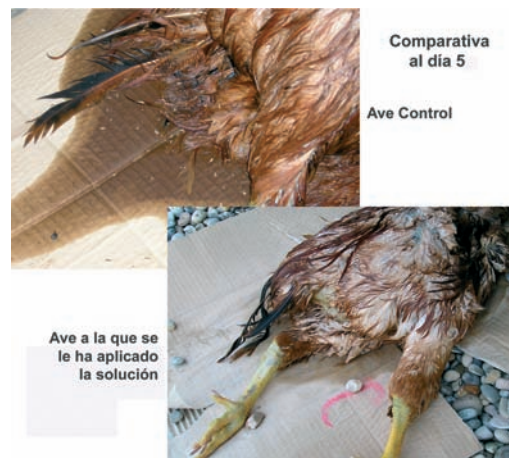 Comparativa
al día 5
Ave Control
Ave a la que se
le ha aplicado
la solución